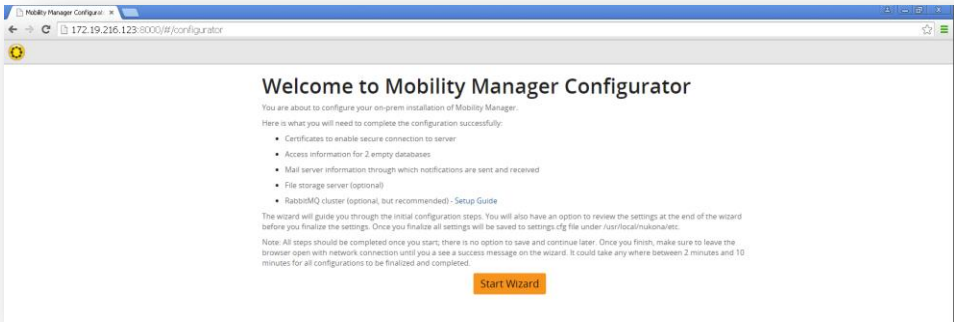 Mobility Manager Configurat
172.19.216.123:8000/#/configurator
Welcome to Mobility Manager Configurator
You are about to configure your on-prem installation of Mobility Manager.
Here is what you will need to complete the configuration successfully:
Certificates to enable secure connection to server
Access information for 2 empty databases
Mail server information through which notifications are sent and received
File storage server (optional)
RabbitMQ cluster (optional, but recommended) - Setup Guide
The wizard will guide you through the initial configuration steps. You will also have an option to review the settings at the end of the wizard
before you finalize the settings. Once you finalize all settings will be saved to settings.cfg file under /usr/local/nukona/etc.
Note: All steps should be completed once you start; there is no option to save and continue later. Once you finish, make sure to leave the
browser open with network connection until you a see a success message on the wizard. It could take any where between 2 minutes and 10
minutes for all configurations to be finalized and completed.
Start Wizard